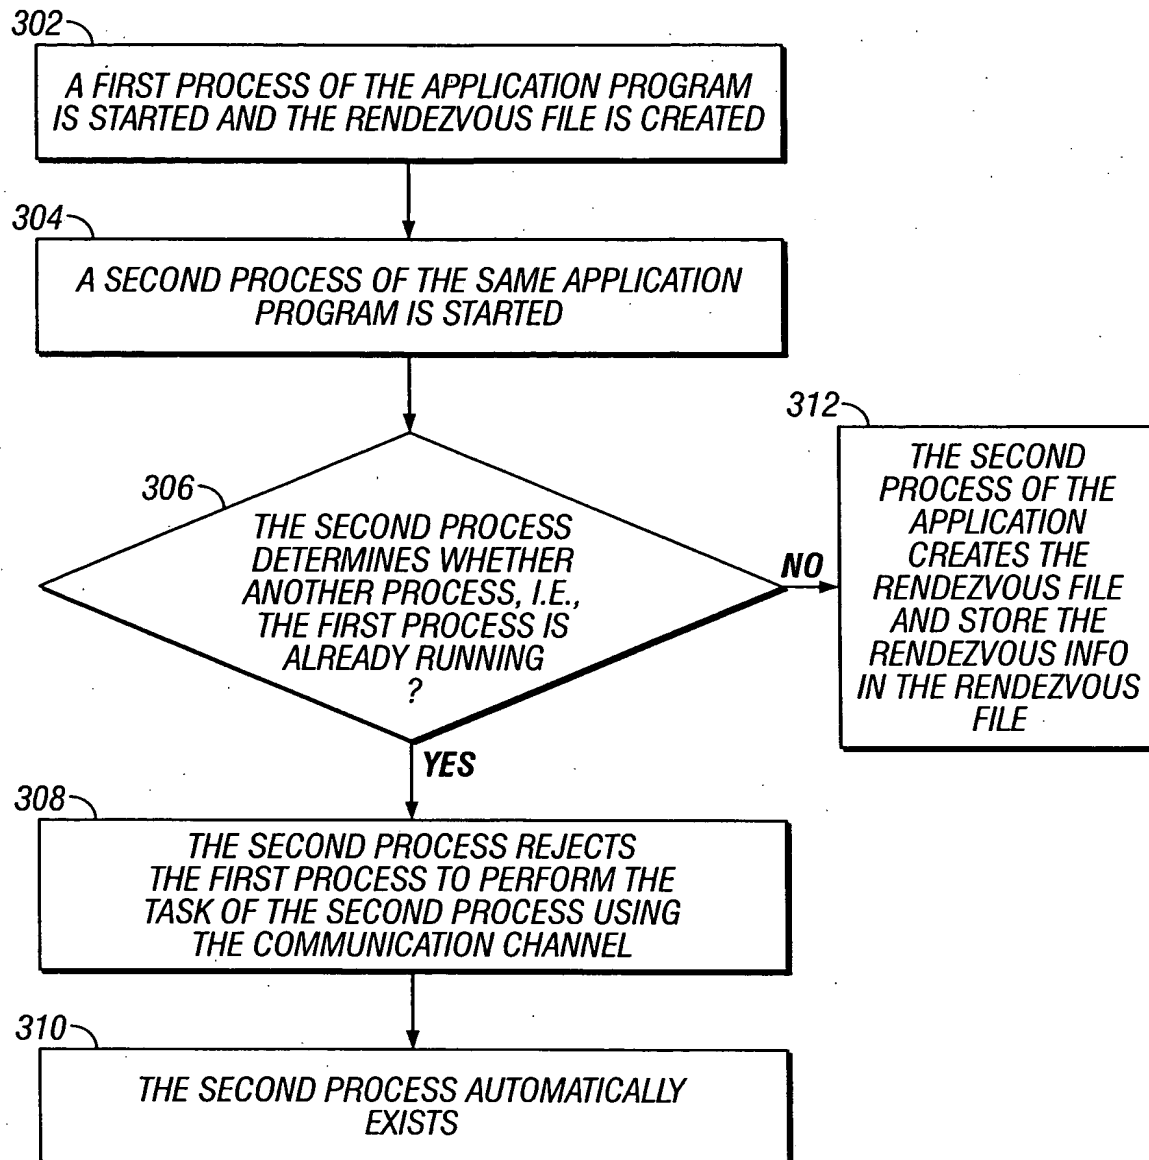 302
A FIRST PROCESS OF THE APPLICATION PROGRAM
IS STARTED AND THE RENDEZVOUS FILE IS CREATED
304
A SECOND PROCESS OF THE SAME APPLICATION
PROGRAM IS STARTED
306
THE SECOND PROCESS
DETERMINES WHETHER
ANOTHER PROCESS, I.E.,
THE FIRST PROCESS IS
ALREADY RUNNING
?
NO
312
THE SECOND
PROCESS OF THE
APPLICATION
CREATES THE
RENDEZVOUS FILE
AND STORE THE
RENDEZVOUS INFO
IN THE RENDEZVOUS
FILE
YES
308
THE SECOND PROCESS REJECTS
THE FIRST PROCESS TO PERFORM THE
TASK OF THE SECOND PROCESS USING
THE COMMUNICATION CHANNEL
310
THE SECOND PROCESS AUTOMATICALLY
EXISTS